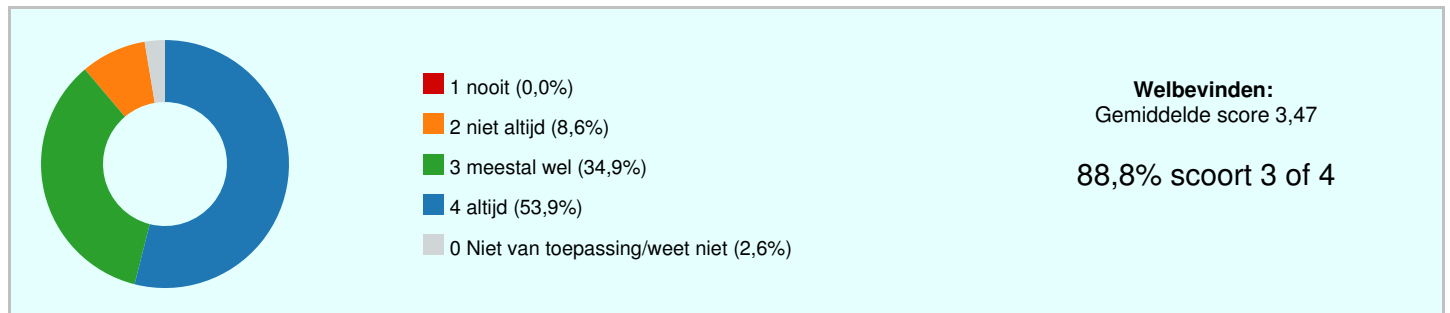 1 nooit (0,0%)
2 niet altijd (8,6%)
3 meestal wel (34,9%)
4 altijd (53,9%)
0 Niet van toepassing/weet niet (2,6%)
Welbevinden:
Gemiddelde score 3,47
88,8% scoort 3 of 4